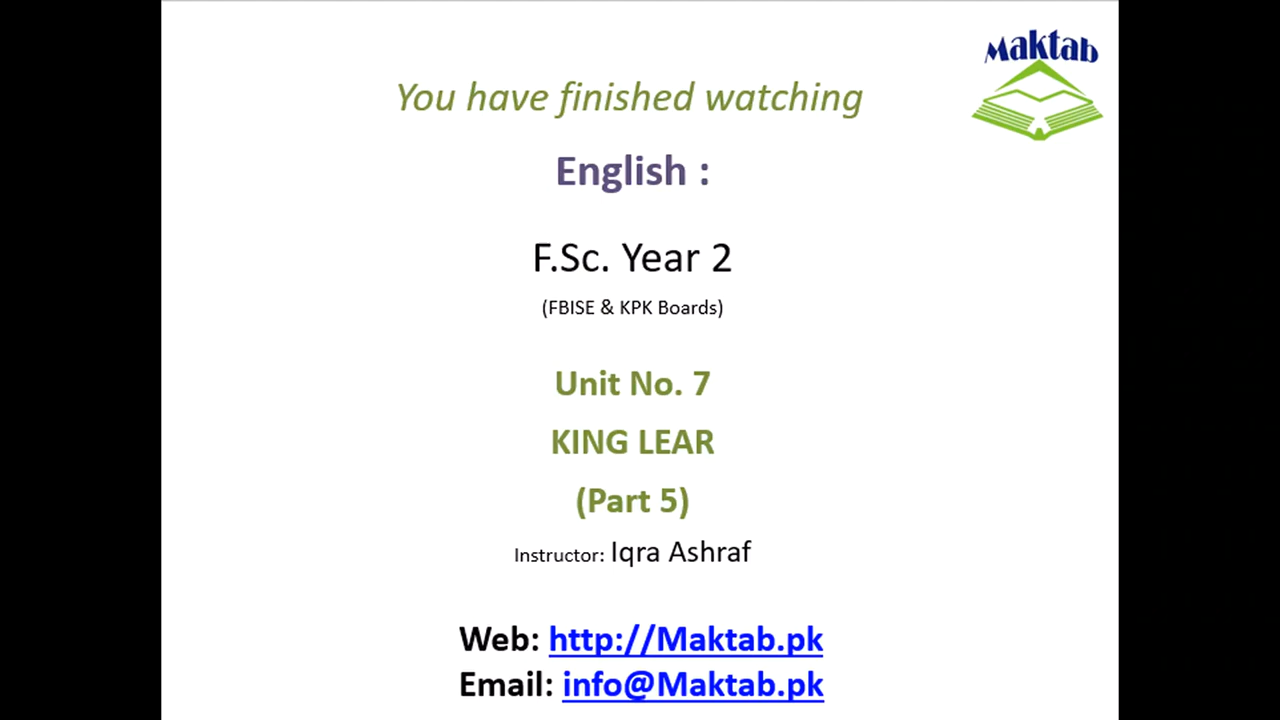 Maktab
You have finished watching
English :
F.Sc. Year 2
(FBISE & KPK Boards)
Unit No. 7
KING LEAR
(Part 5)
Instructor: Iqra Ashraf
Web: http://Maktab.pk
Email: info@Maktab.pk